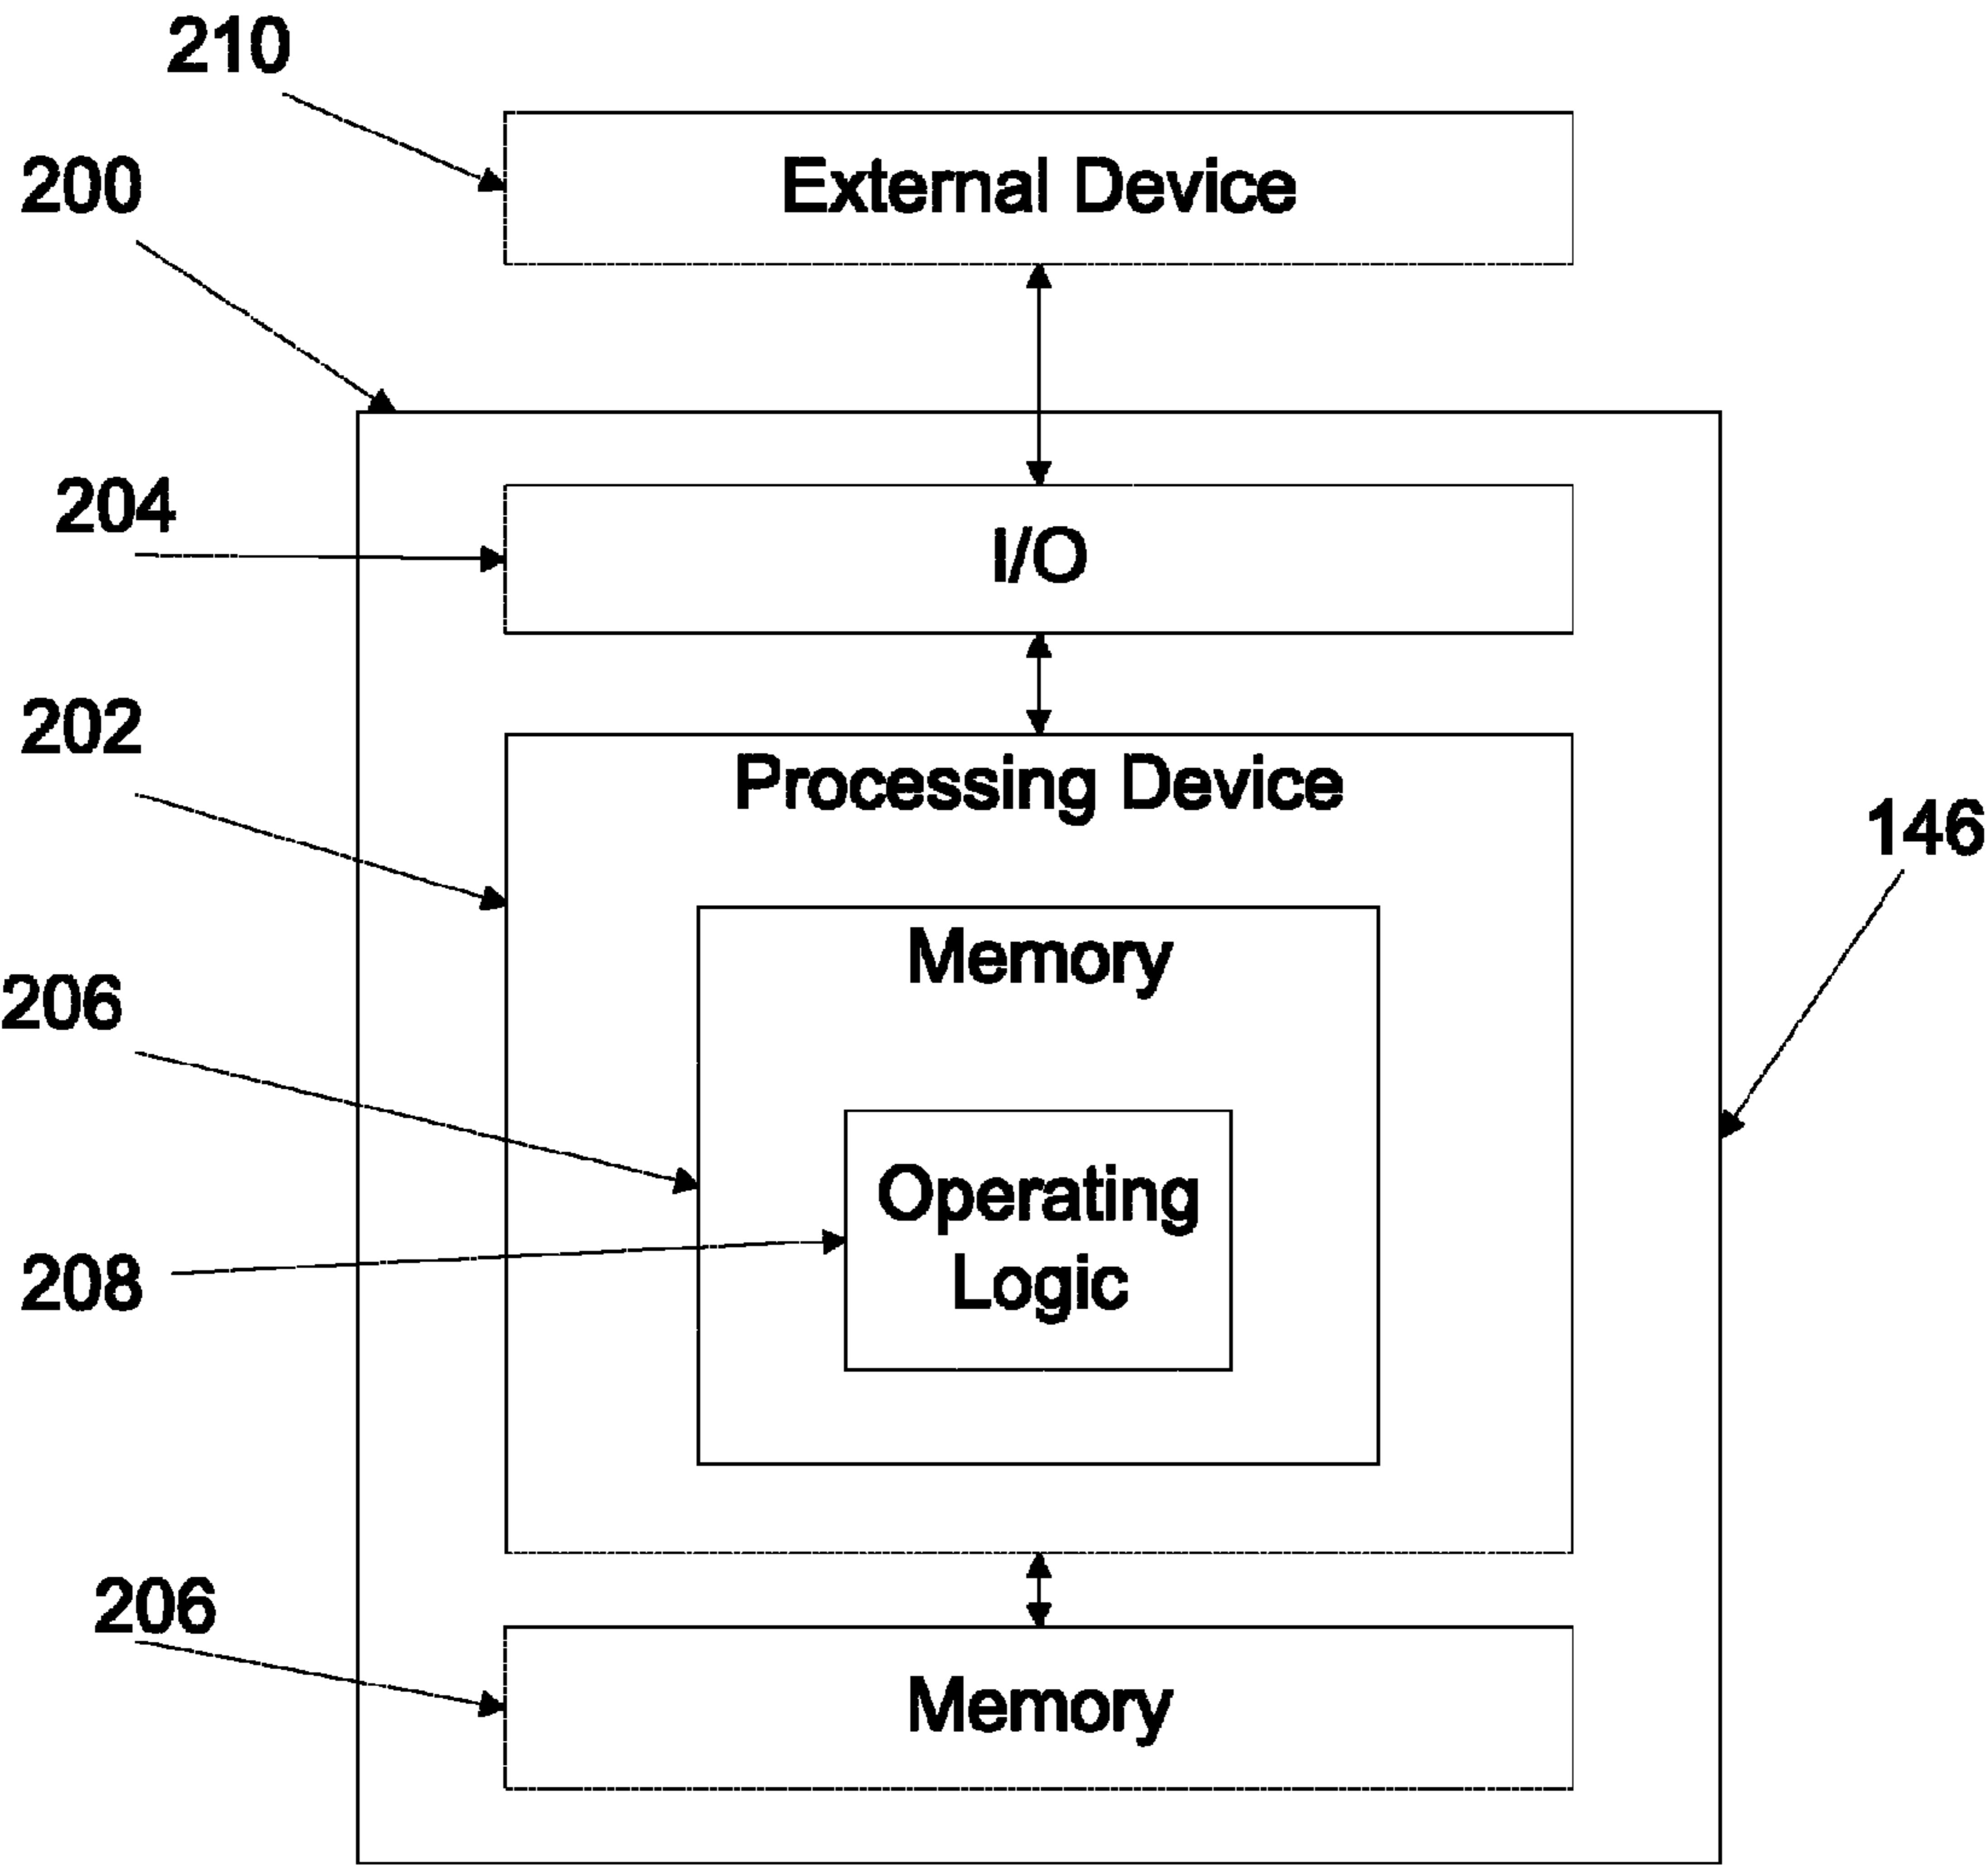 210
External Device
200
204
I/O
202
Processing Device
146
Memory
206
Operating
Logic
208
206
Memory